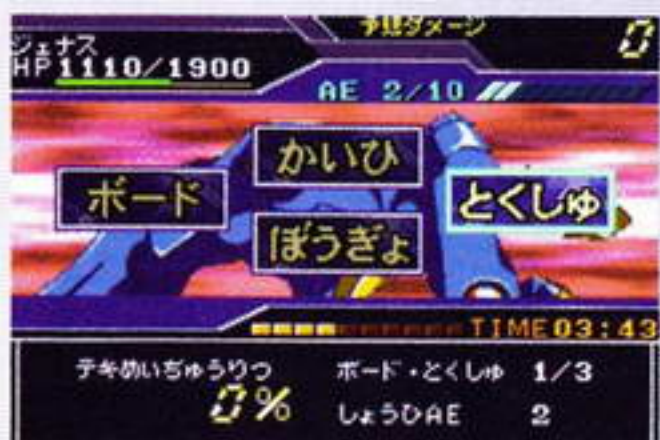 予想ダメージ 0
ジェナス
HP1110/1900
AE 2/10
かいひ
ボード
とくしゅ
ぼうぎょ
TIME03:43
テキめいちゅうりつ ボード・とくしゅ 1/3
0% しょうひAE 2